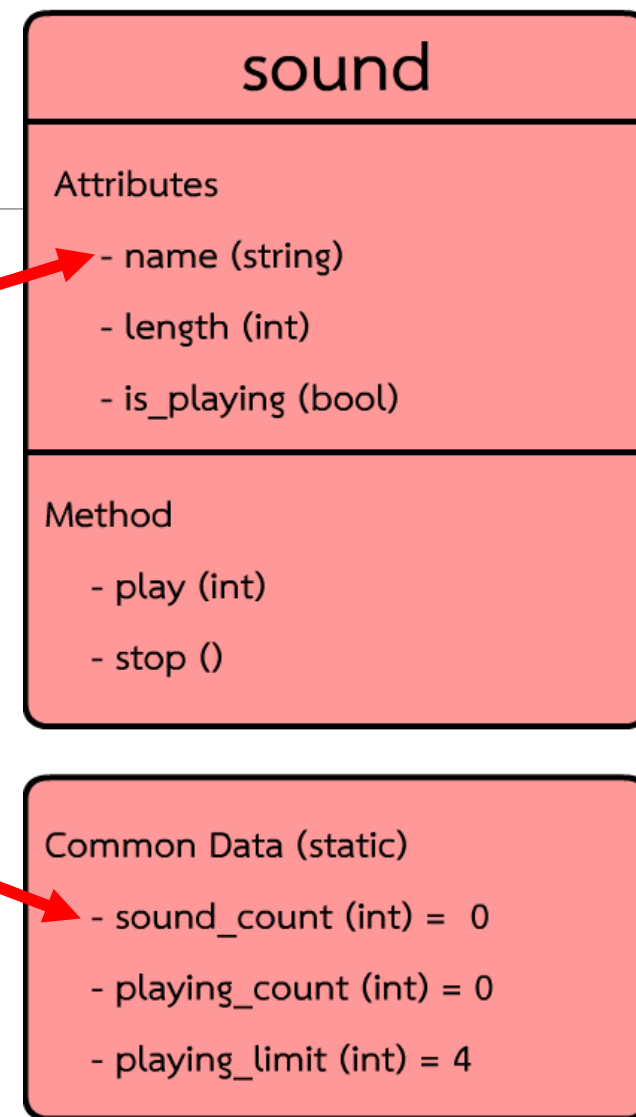 sound
Attributes
- name (string)
- length (int)
- is_playing (bool)
Method
- play (int)
- stop ()
Common Data (static)
- sound_count (int) = 0
- playing_count (int) = 0
- playing_limit (int) = 4